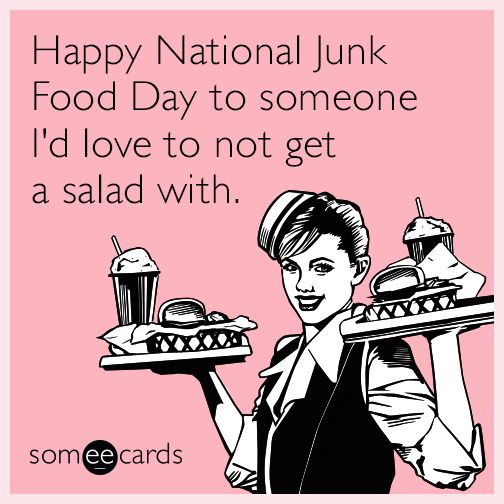 Happy National Junk
Food Day to someone
I'd love to not get
a salad with.
someecards